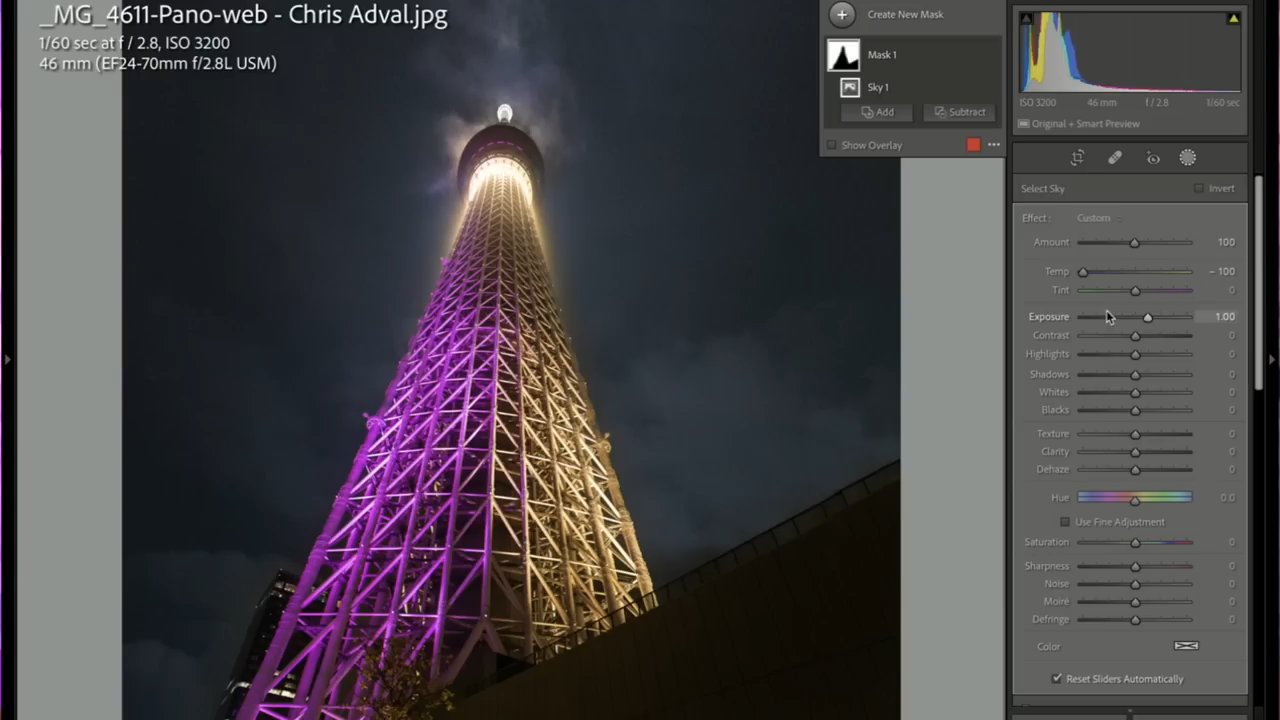 _MG_4611-Pano-web - Chris Adval.jpg
1/60 sec at f / 2.8, ISO 3200
46 mm (EF24-70mm f/2.8L USM)
Create New Mask
Mask 1
Sky 1
Add Subtract
Show Overlay
ISO 3200 46 mm f / 2.8 1/60 sec
Original + Smart Preview
Select Sky Invert
Effect : Custom
Amount 100
Temp – 100
Tint 0
Exposure 1.00
Contrast 0
Highlights 0
Shadows 0
Whites 0
Blacks 0
Texture 0
Clarity 0
Dehaze 0
Hue 0.0
Use Fine Adjustment
Saturation 0
Sharpness 0
Noise 0
Moiré 0
Defringe 0
Color
Reset Sliders Automatically